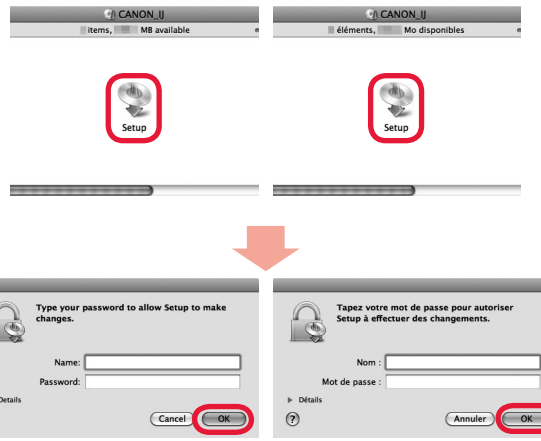 CANON_IJ
items, MB available
Setup
CANON_IJ
éléments, Mo disponibles
Setup
Type your password to allow Setup to make
changes.
Name:
Password:
Details
Cancel
OK
Tapez votre mot de passe pour autoriser
Setup à effectuer des changements.
Nom :
Mot de passe :
Détails
?
Annuler
OK